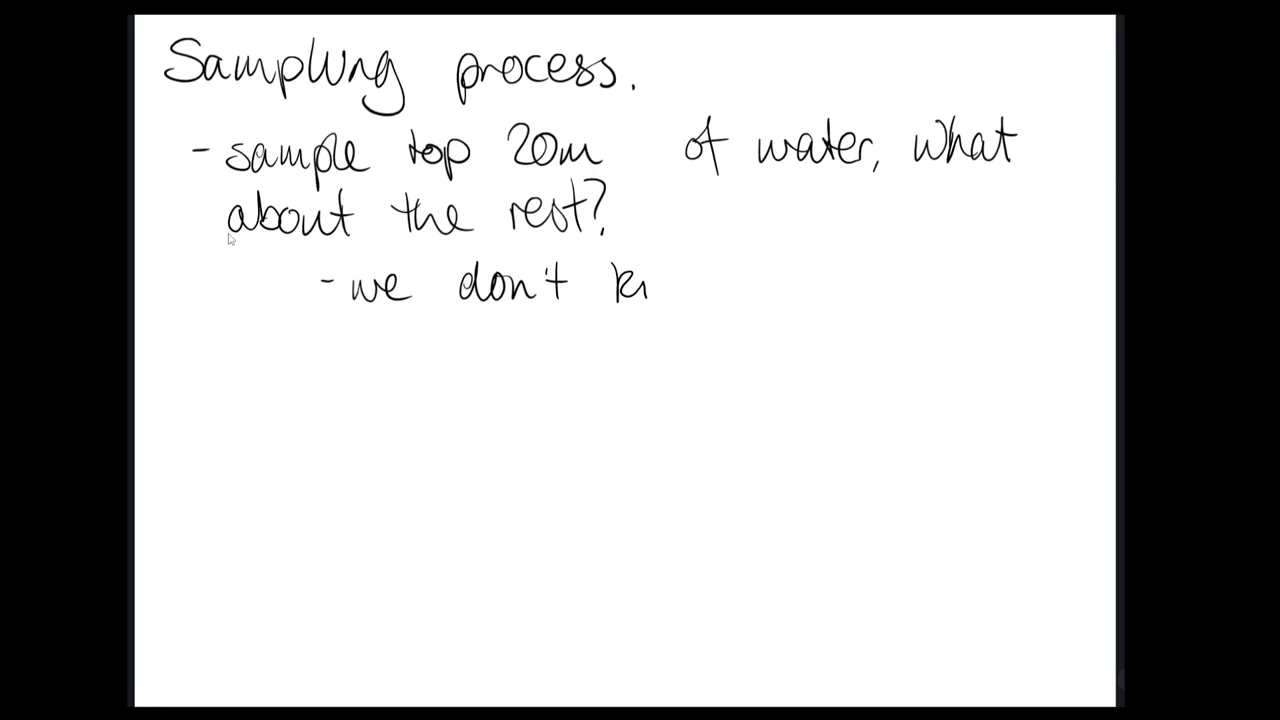 Sampling process.
- sample top 20m of water, what
about the rest?
- we don't